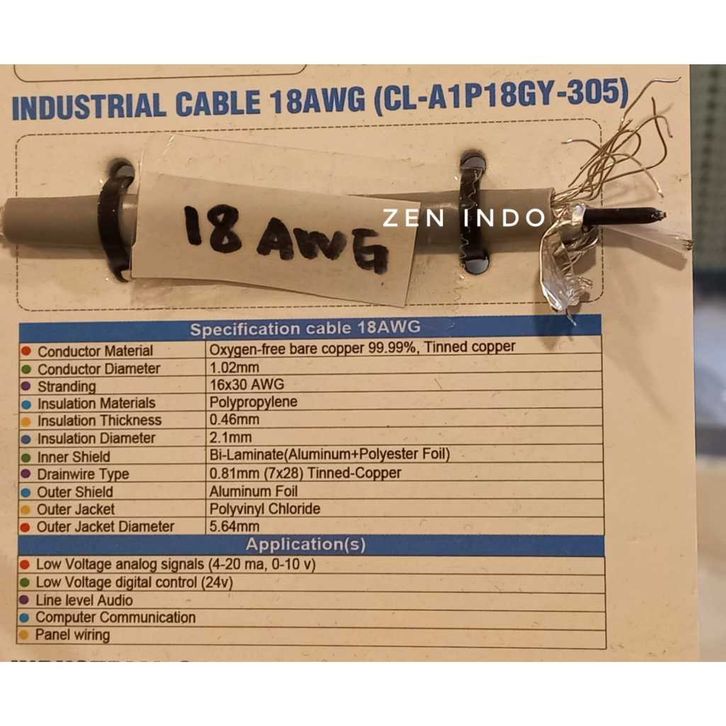 INDUSTRIAL CABLE 18AWG (CL-A1P18GY-305)
18 AWG
ZEN INDO
Specification cable 18AWG
Conductor Material Oxygen-free bare copper 99.99%, Tinned copper
Conductor Diameter 1.02mm
Stranding 16x30 AWG
Insulation Materials Polypropylene
Insulation Thickness 0.46mm
Insulation Diameter 2.1mm
Inner Shield Bi-Laminate(Aluminum+Polyester Foil)
Drainwire Type 0.81mm (7x28) Tinned-Copper
Outer Shield Aluminum Foil
Outer Jacket Polyvinyl Chloride
Outer Jacket Diameter 5.64mm
Application(s)
Low Voltage analog signals (4-20 ma, 0-10 v)
Low Voltage digital control (24v)
Line level Audio
Computer Communication
Panel wiring